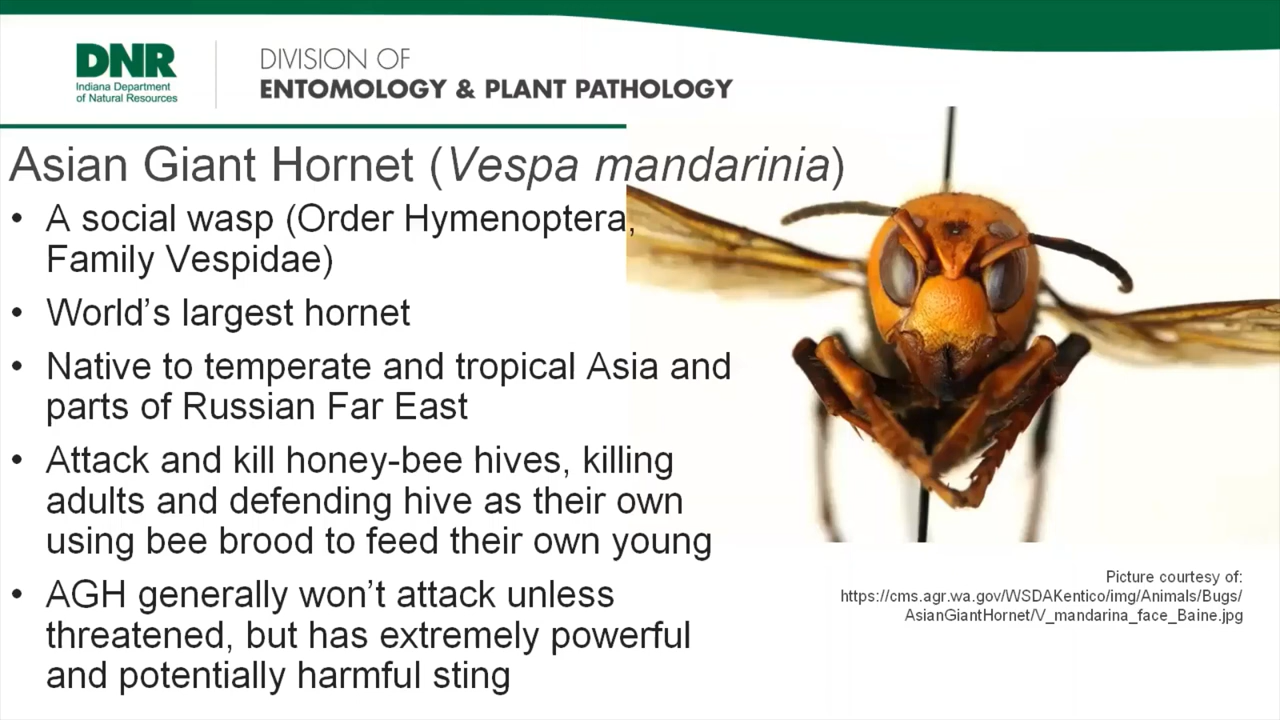 DNR
Indiana Department
of Natural Resources
DIVISION OF
ENTOMOLOGY & PLANT PATHOLOGY
Asian Giant Hornet (Vespa mandarinia)
• A social wasp (Order Hymenoptera,
Family Vespidae)
• World’s largest hornet
• Native to temperate and tropical Asia and
parts of Russian Far East
• Attack and kill honey-bee hives, killing
adults and defending hive as their own
using bee brood to feed their own young
• AGH generally won’t attack unless
threatened, but has extremely powerful
and potentially harmful sting
Picture courtesy of:
https://cms.agr.wa.gov/WSDAKentico/img/Animals/Bugs/
AsianGiantHornet/V_mandarina_face_Baine.jpg